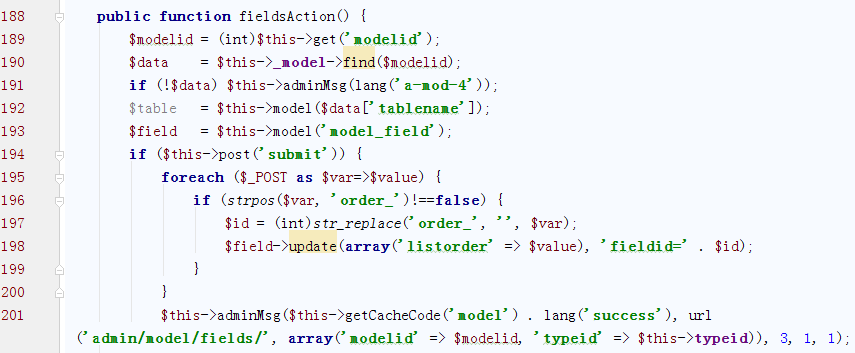 188 public function fieldsAction() {
189 $modelid = (int)$this->get('modelid');
190 $data = $this->_model->find($modelid);
191 if (!$data) $this->adminMsg(lang('a-mod-4'));
192 $table = $this->model($data['tablename']);
193 $field = $this->model('model_field');
194 if ($this->post('submit')) {
195 foreach ($_POST as $var=>$value) {
196 if (strpos($var, 'order_')!==false) {
197 $id = (int)str_replace('order_', '', $var);
198 $field->update(array('listorder' => $value), 'fieldid=' . $id);
199 }
200 }
201 $this->adminMsg($this->getCacheCode('model') . lang('success'), url
('admin/model/fields/', array('modelid' => $modelid, 'typeid' => $this->typeid)), 3, 1, 1);